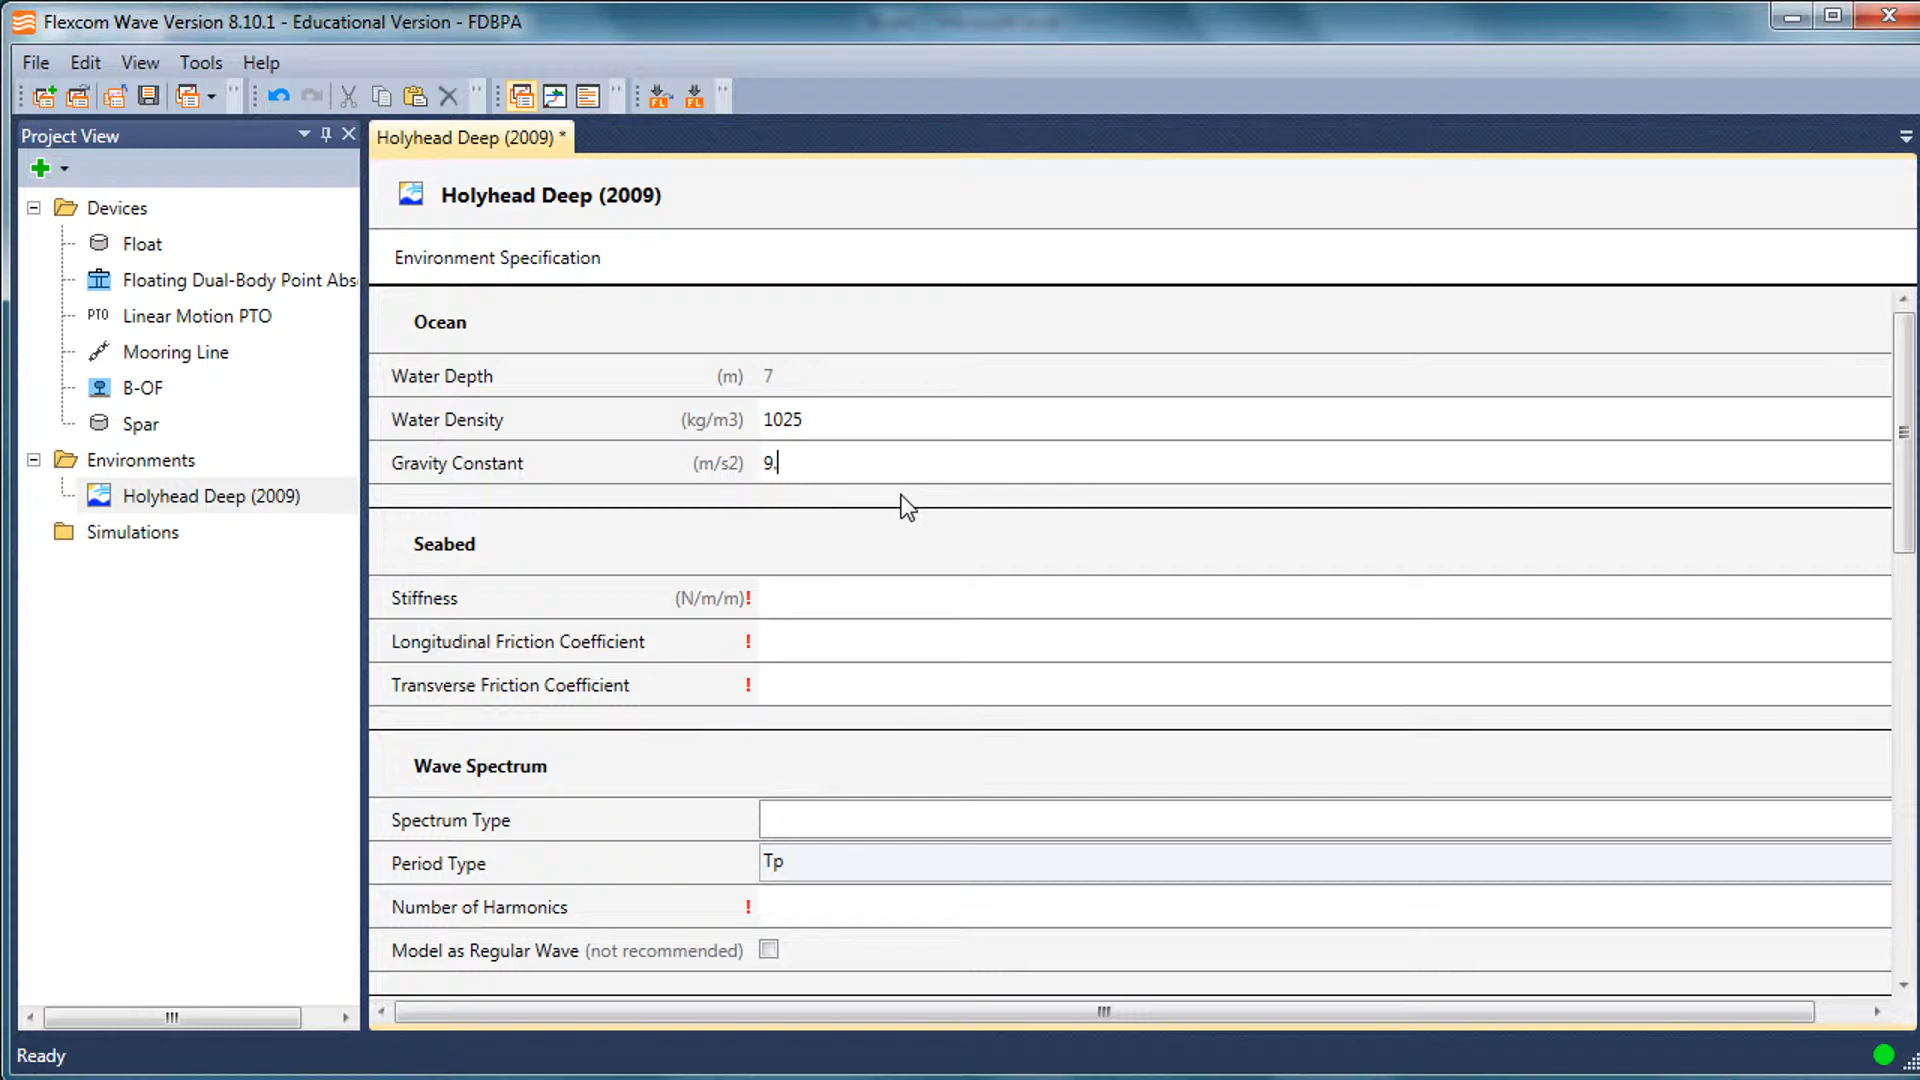 Flexcom Wave Version 8.10.1 - Educational Version - FDBPA
File Edit View Tools Help
Project View
Holyhead Deep (2009) *
Devices
Float
Floating Dual-Body Point Abs
PTO Linear Motion PTO
Mooring Line
B-OF
Spar
Environments
Holyhead Deep (2009)
Simulations
Holyhead Deep (2009)
Environment Specification
Ocean
Water Depth (m) 7
Water Density (kg/m3) 1025
Gravity Constant (m/s2) 9.
Seabed
Stiffness (N/m/m)!
Longitudinal Friction Coefficient !
Transverse Friction Coefficient !
Wave Spectrum
Spectrum Type
Period Type Tp
Number of Harmonics !
Model as Regular Wave (not recommended)
Ready